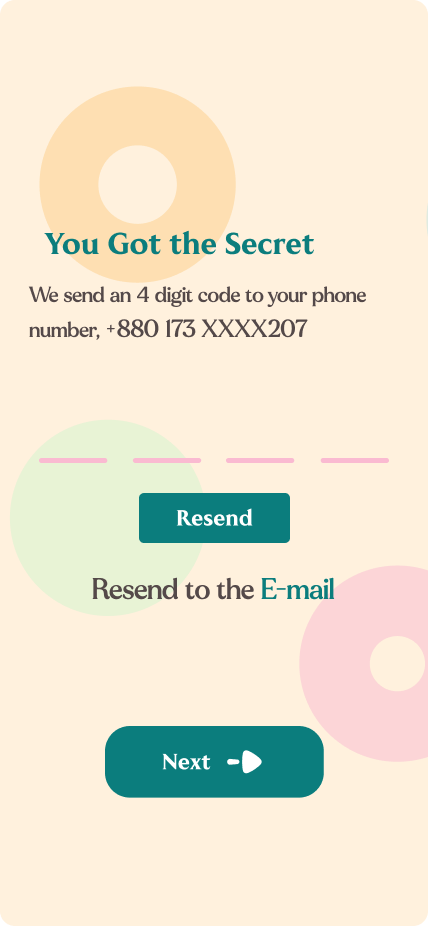 You Got the Secret
We send an 4 digit code to your phone
number, +880 173 XXXX207
Resend
Resend to the E-mail
Next